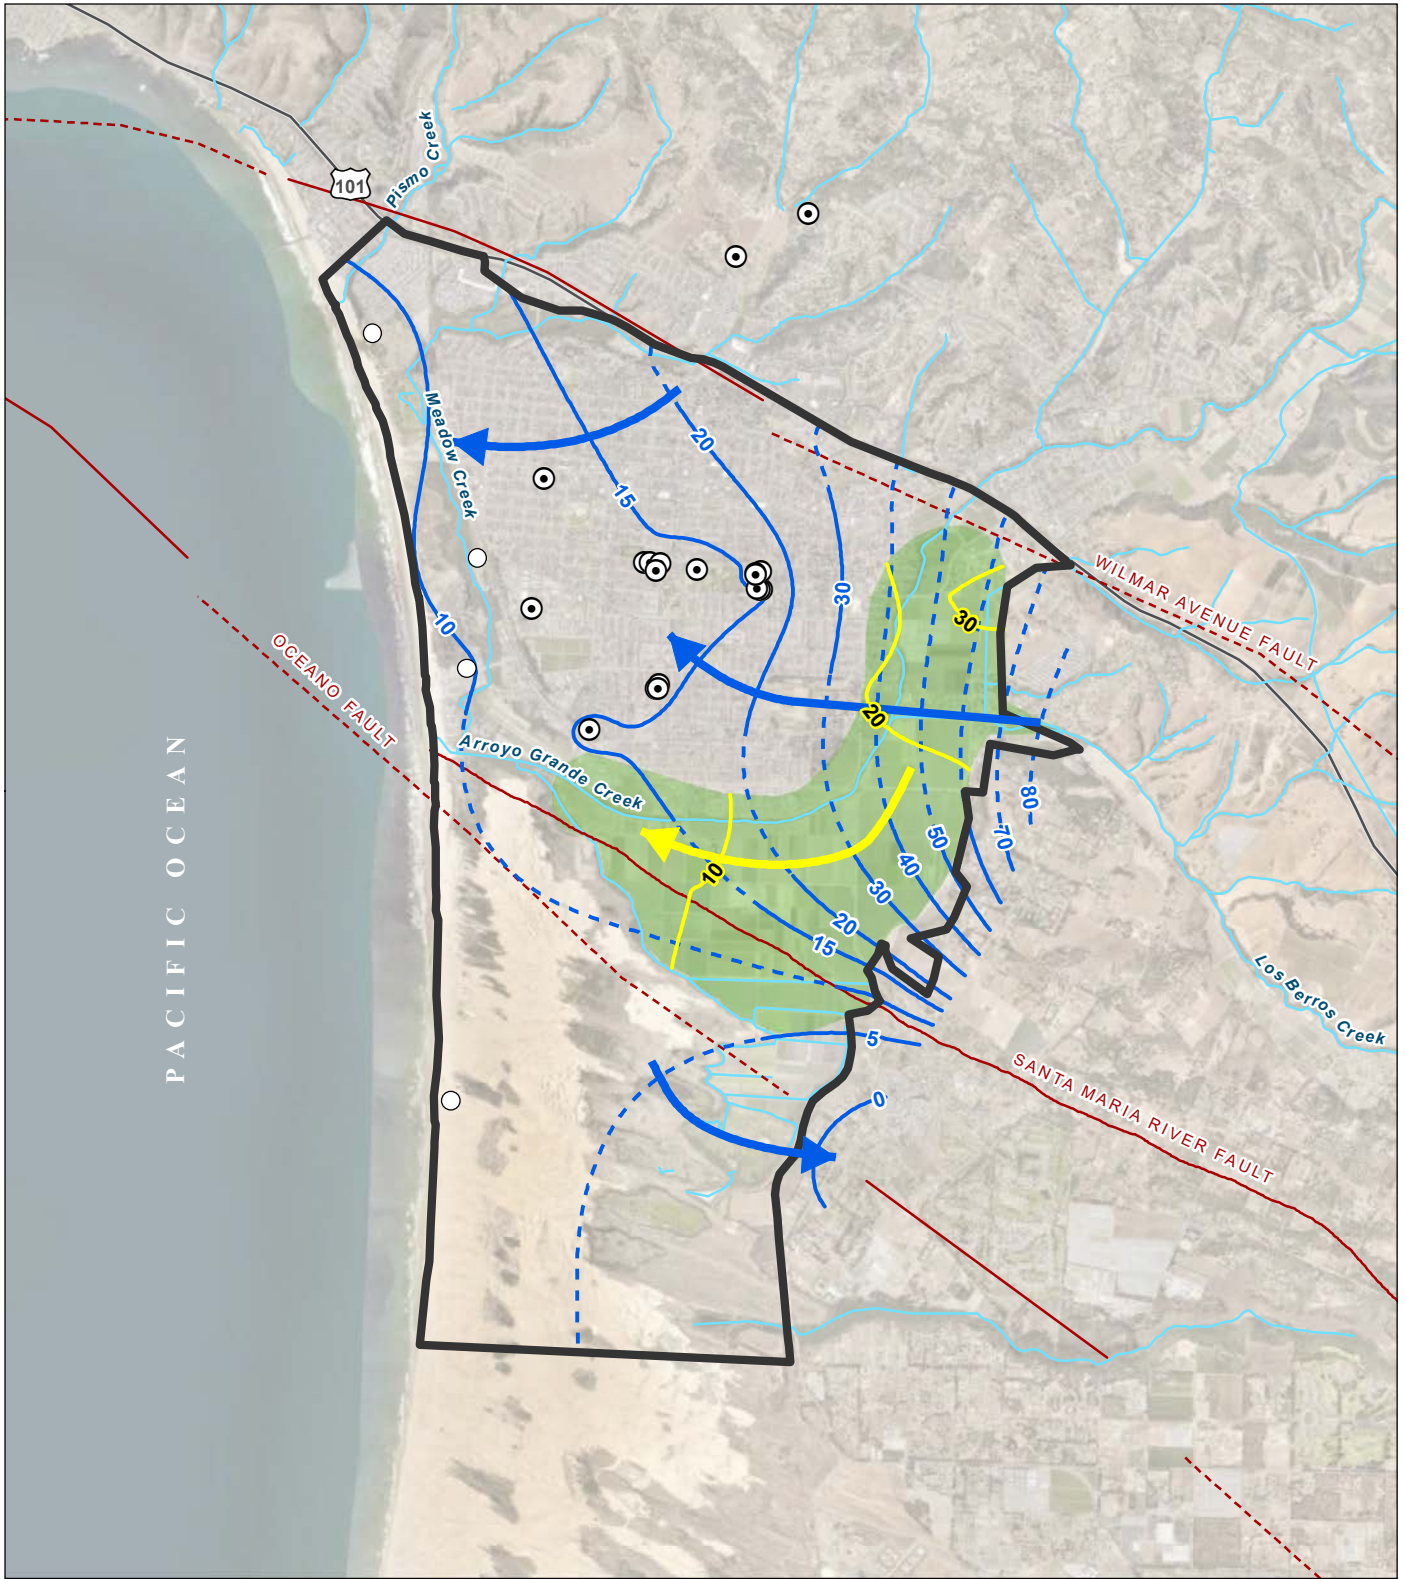 Pismo Creek
101
20
Meadow Creek
15
WILMAR AVENUE FAULT
30
30
10
OCEANO FAULT
20
PACIFIC OCEAN
Arroyo Grande Creek
80
50
70
40
10
30
20
15
Los Berros Creek
5
SANTA MARIA RIVER FAULT
0